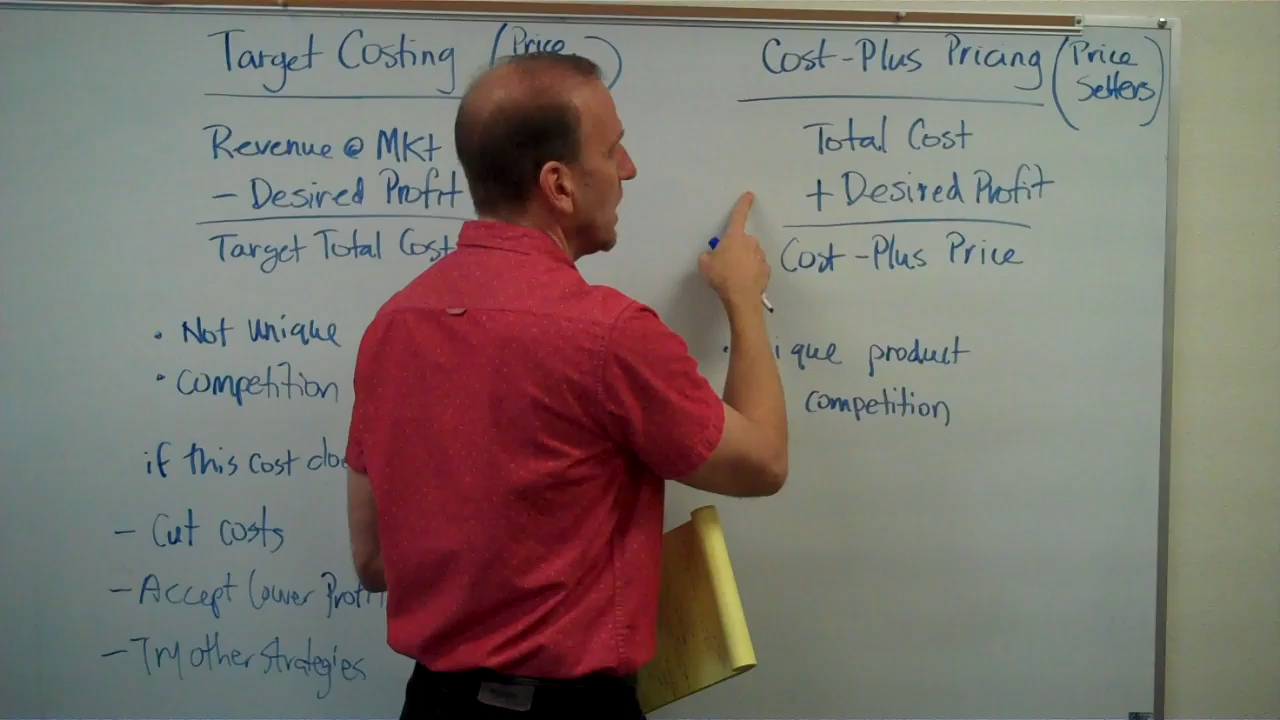 Target Costing (Price )
Revenue @ MKt
- Desired Profit
Target Total Cost
• Not unique
• competition
if this cost
- Cut costs
- Accept Lower Profit
- Try other strategies
Cost-Plus Pricing (Price Setters)
Total Cost
+ Desired Profit
Cost-Plus Price
• product
competition